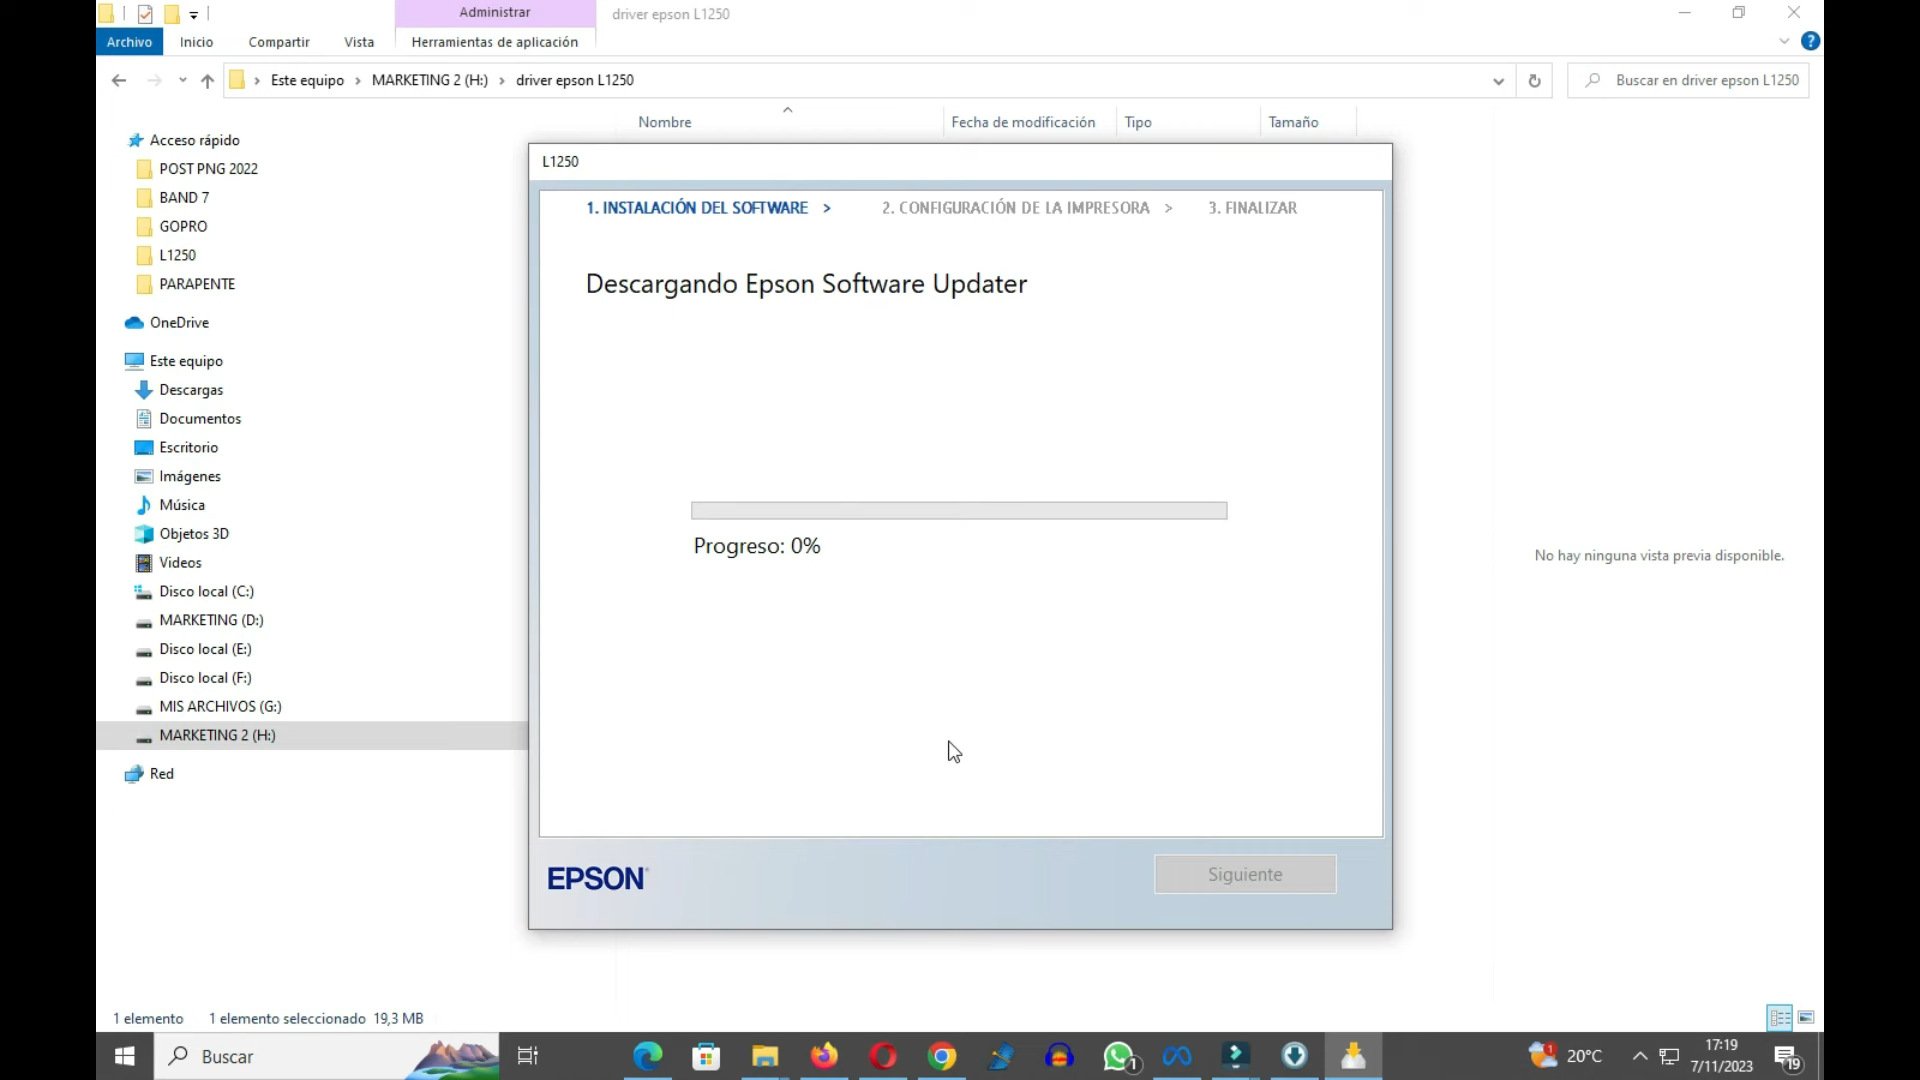 Administrar
driver epson L1250
Archivo
Inicio
Compartir
Vista
Herramientas de aplicación
?
Este equipo > MARKETING 2 (H:) > driver epson L1250
Buscar en driver epson L1250
Nombre
Fecha de modificación
Tipo
Tamaño
Acceso rápido
POST PNG 2022
BAND 7
GOPRO
L1250
PARAPENTE
OneDrive
Este equipo
Descargas
Documentos
Escritorio
Imágenes
Música
Objetos 3D
Videos
Disco local (C:)
MARKETING (D:)
Disco local (E:)
Disco local (F:)
MIS ARCHIVOS (G:)
MARKETING 2 (H:)
Red
L1250
1. INSTALACIÓN DEL SOFTWARE >
2. CONFIGURACIÓN DE LA IMPRESORA >
3. FINALIZAR
Descargando Epson Software Updater
Progreso: 0%
EPSON
Siguiente
No hay ninguna vista previa disponible.
1 elemento
1 elemento seleccionado 19,3 MB
Buscar
1
1
20°C
17:19
7/11/2023
19